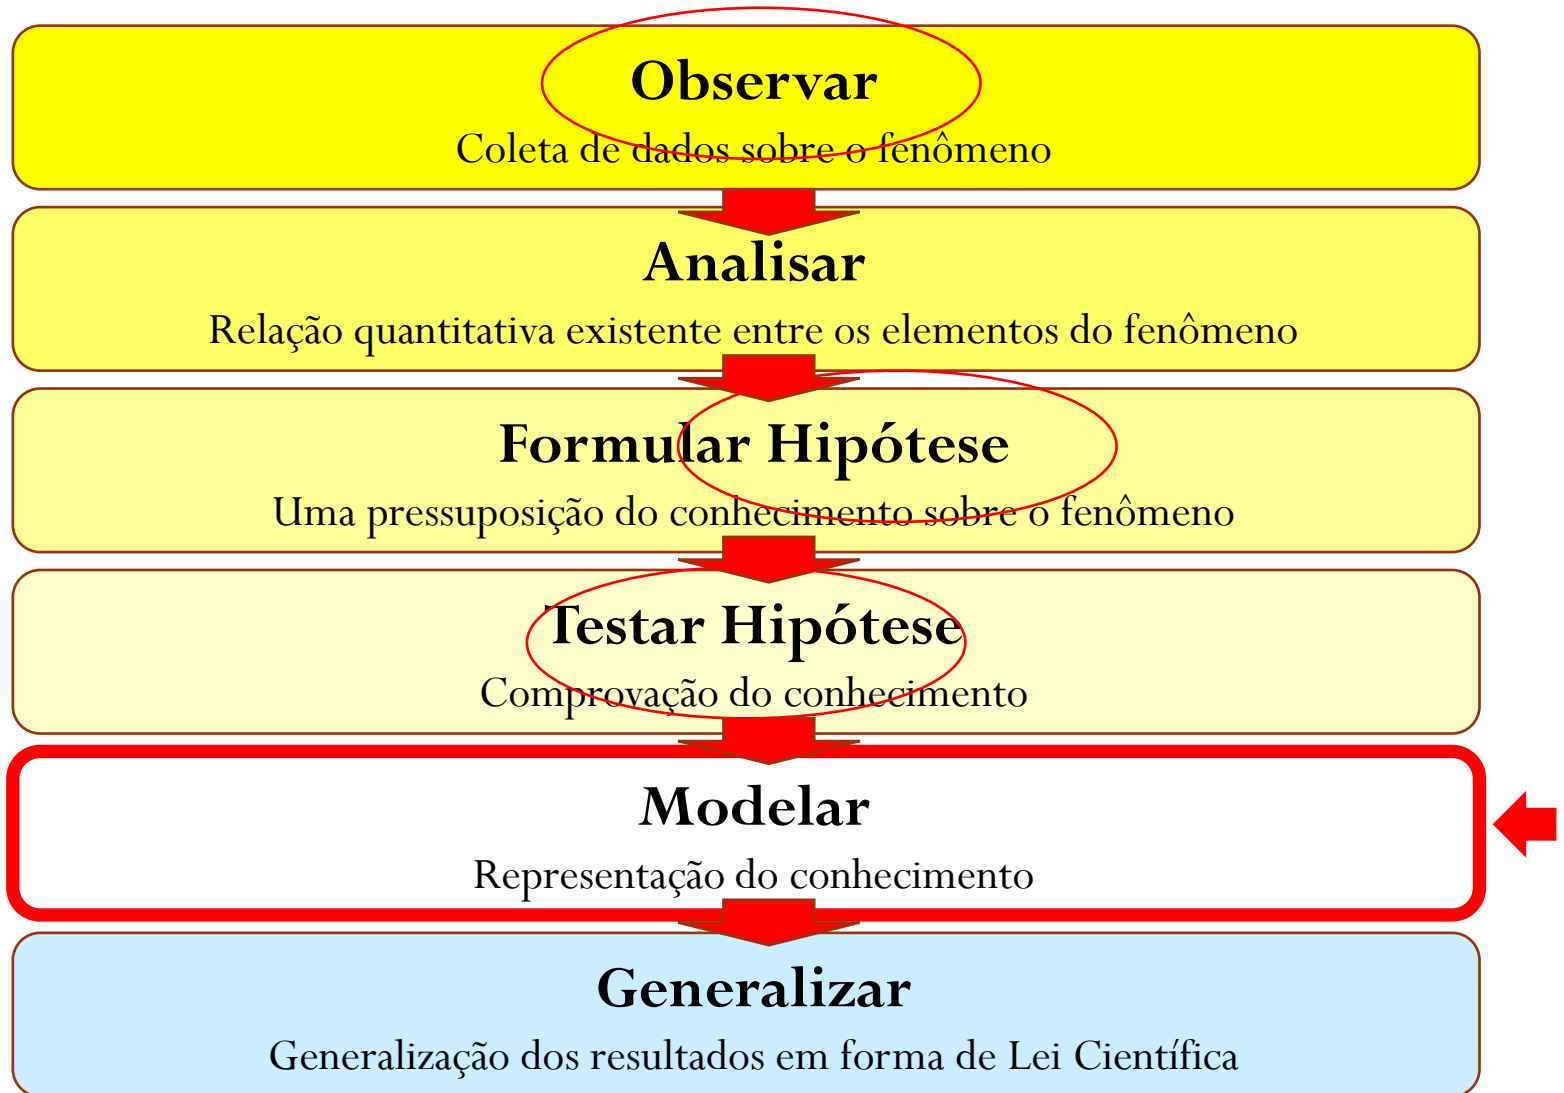 Observar
Coleta de dados sobre o fenômeno
Analisar
Relação quantitativa existente entre os elementos do fenômeno
Formular Hipótese
Uma pressuposição do conhecimento sobre o fenômeno
Testar Hipótese
Comprovação do conhecimento
Modelar
Representação do conhecimento
Generalizar
Generalização dos resultados em forma de Lei Científica